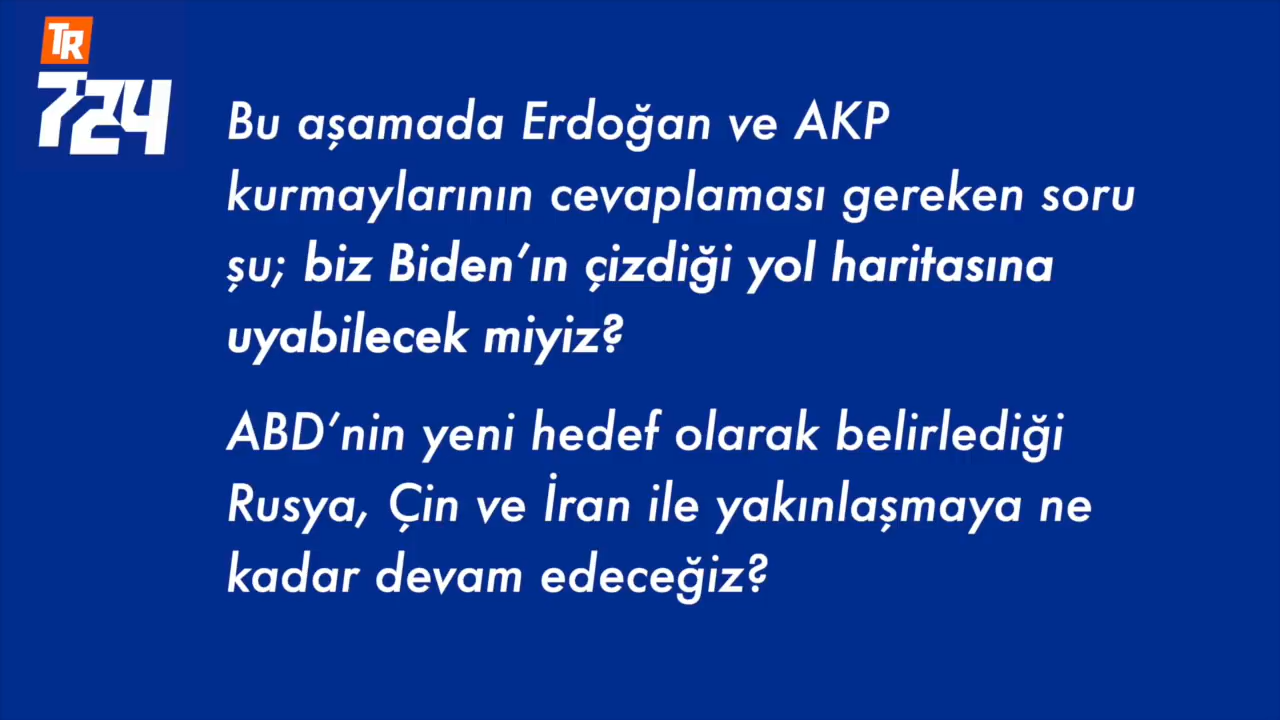 TR
724
Bu aşamada Erdoğan ve AKP
kurmaylarının cevaplaması gereken soru
şu; biz Biden’ın çizdiği yol haritasına
uyabilecek miyiz?
ABD’nin yeni hedef olarak belirlediği
Rusya, Çin ve İran ile yakınlaşmaya ne
kadar devam edeceğiz?